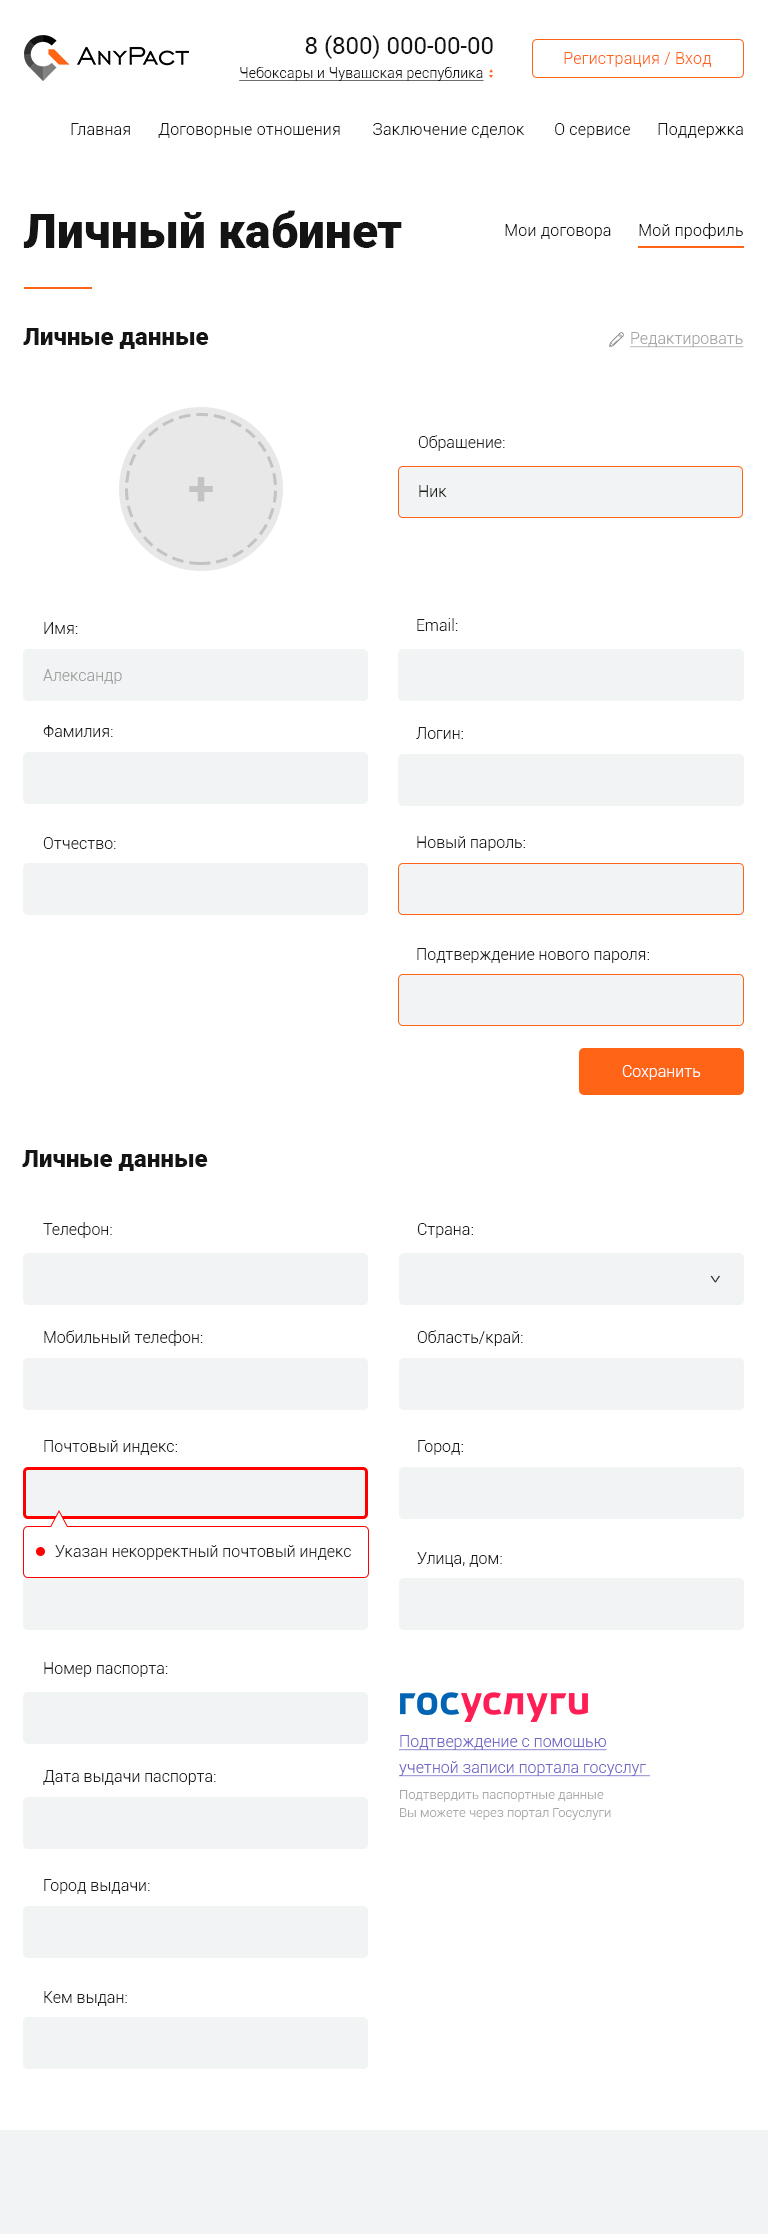 AnyPact
8 (800) 000-00-00
Чебоксары и Чувашская республика
Регистрация / Вход
Главная Договорные отношения Заключение сделок О сервисе Поддержка
Личный кабинет
Мои договора Мой профиль
Личные данные
Редактировать
Обращение:
Ник
Имя:
Александр
Фамилия:
Отчество:
Email:
Логин:
Новый пароль:
Подтверждение нового пароля:
Сохранить
Личные данные
Телефон:
Мобильный телефон:
Почтовый индекс:
Указан некорректный почтовый индекс
Номер паспорта:
Дата выдачи паспорта:
Город выдачи:
Кем выдан:
Страна:
Область/край:
Город:
Улица, дом:
госуслуги
Подтверждение с помошью
учетной записи портала госуслуг
Подтвердить паспортные данные
Вы можете через портал Госуслуги